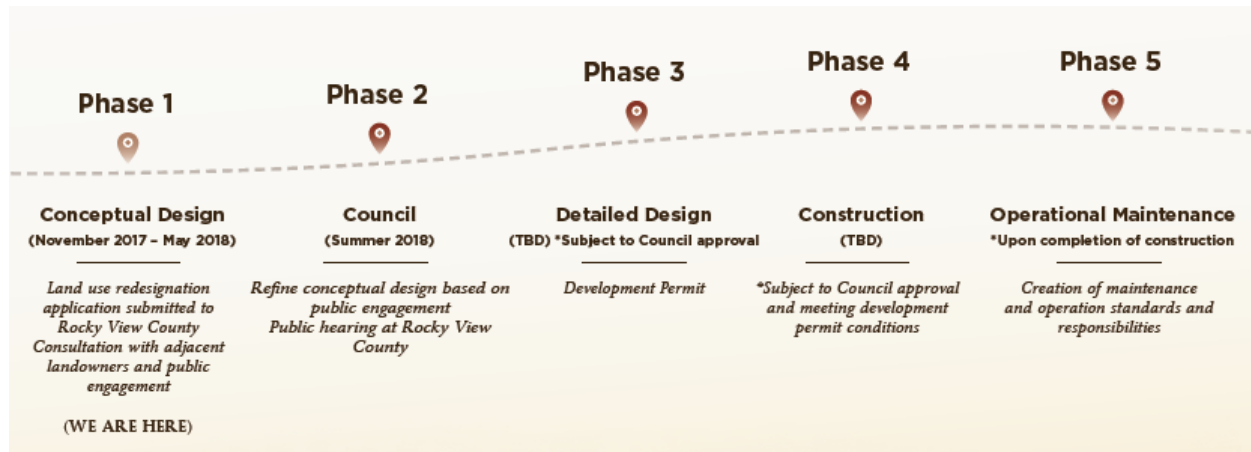 Phase 1
Conceptual Design
(November 2017 – May 2018)
Land use redesignation
application submitted to
Rocky View County
Consultation with adjacent
landowners and public
engagement
(WE ARE HERE)
Phase 2
Council
(Summer 2018)
Refine conceptual design based on
public engagement
Public hearing at Rocky View
County
Phase 3
Detailed Design
(TBD) *Subject to Council approval
Development Permit
Phase 4
Construction
(TBD)
*Subject to Council approval
and meeting development
permit conditions
Phase 5
Operational Maintenance
*Upon completion of construction
Creation of maintenance
and operation standards and
responsibilities